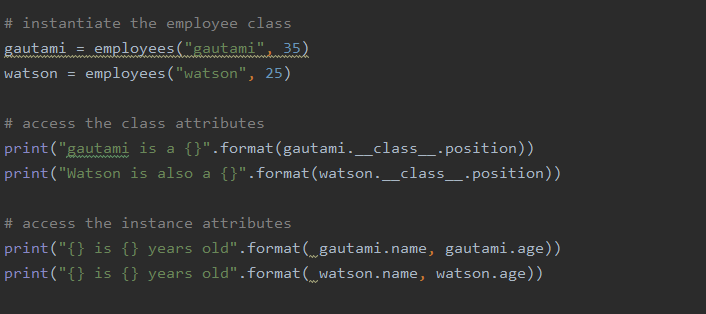 # instantiate the employee class
gautami = employees("gautami", 35)
watson = employees("watson", 25)
# access the class attributes
print("gautami is a {}".format(gautami.__class__.position))
print("Watson is also a {}".format(watson.__class__.position))
# access the instance attributes
print("{} is {} years old".format( gautami.name, gautami.age))
print("{} is {} years old".format( watson.name, watson.age))